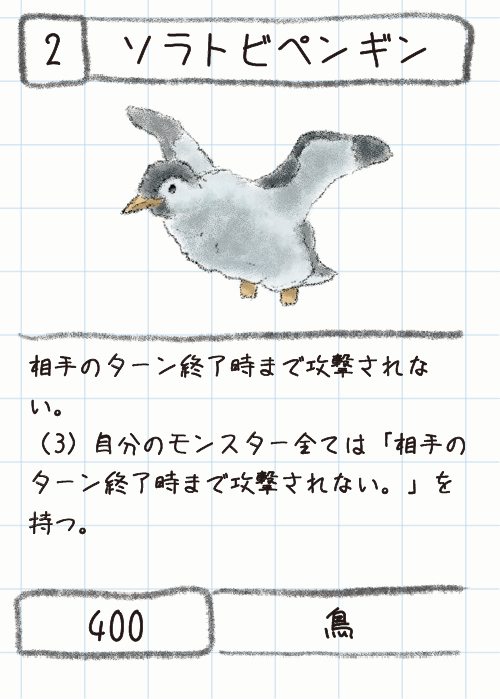 2
ソラトビペンギン
相手のターン終了時まで攻撃されな
い。
（3）自分のモンスター全ては「相手の
ターン終了時まで攻撃されない。」を
持つ。
400
鳥